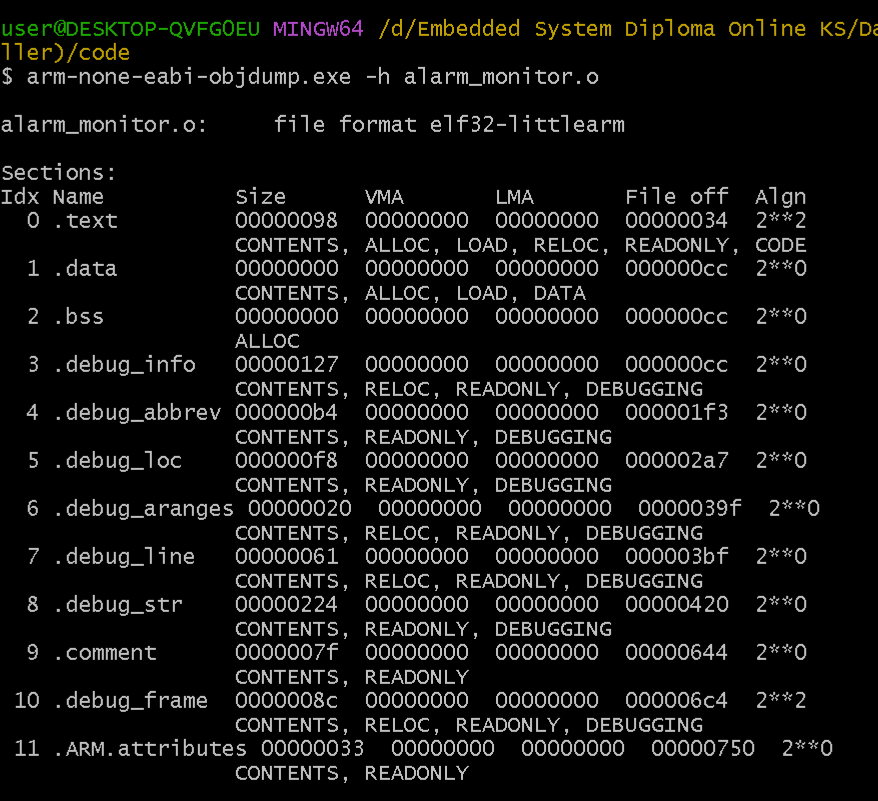 user@DESKTOP-QVFG0EU MINGW64 /d/Embedded System Diploma Online KS/Da
ller)/code
$ arm-none-eabi-objdump.exe -h alarm_monitor.o
alarm_monitor.o:     file format elf32-littlearm
Sections:
Idx Name          Size      VMA       LMA       File off  Algn
  0 .text         00000098  00000000  00000000  00000034  2**2
                  CONTENTS, ALLOC, LOAD, RELOC, READONLY, CODE
  1 .data         00000000  00000000  00000000  000000cc  2**0
                  CONTENTS, ALLOC, LOAD, DATA
  2 .bss          00000000  00000000  00000000  000000cc  2**0
                  ALLOC
  3 .debug_info   00000127  00000000  00000000  000000cc  2**0
                  CONTENTS, RELOC, READONLY, DEBUGGING
  4 .debug_abbrev 000000b4  00000000  00000000  000001f3  2**0
                  CONTENTS, READONLY, DEBUGGING
  5 .debug_loc    000000f8  00000000  00000000  000002a7  2**0
                  CONTENTS, READONLY, DEBUGGING
  6 .debug_aranges 00000020  00000000  00000000  0000039f  2**0
                  CONTENTS, RELOC, READONLY, DEBUGGING
  7 .debug_line   00000061  00000000  00000000  000003bf  2**0
                  CONTENTS, RELOC, READONLY, DEBUGGING
  8 .debug_str    00000224  00000000  00000000  00000420  2**0
                  CONTENTS, READONLY, DEBUGGING
  9 .comment      0000007f  00000000  00000000  00000644  2**0
                  CONTENTS, READONLY
 10 .debug_frame  0000008c  00000000  00000000  000006c4  2**2
                  CONTENTS, RELOC, READONLY, DEBUGGING
 11 .ARM.attributes 00000033  00000000  00000000  00000750  2**0
                  CONTENTS, READONLY